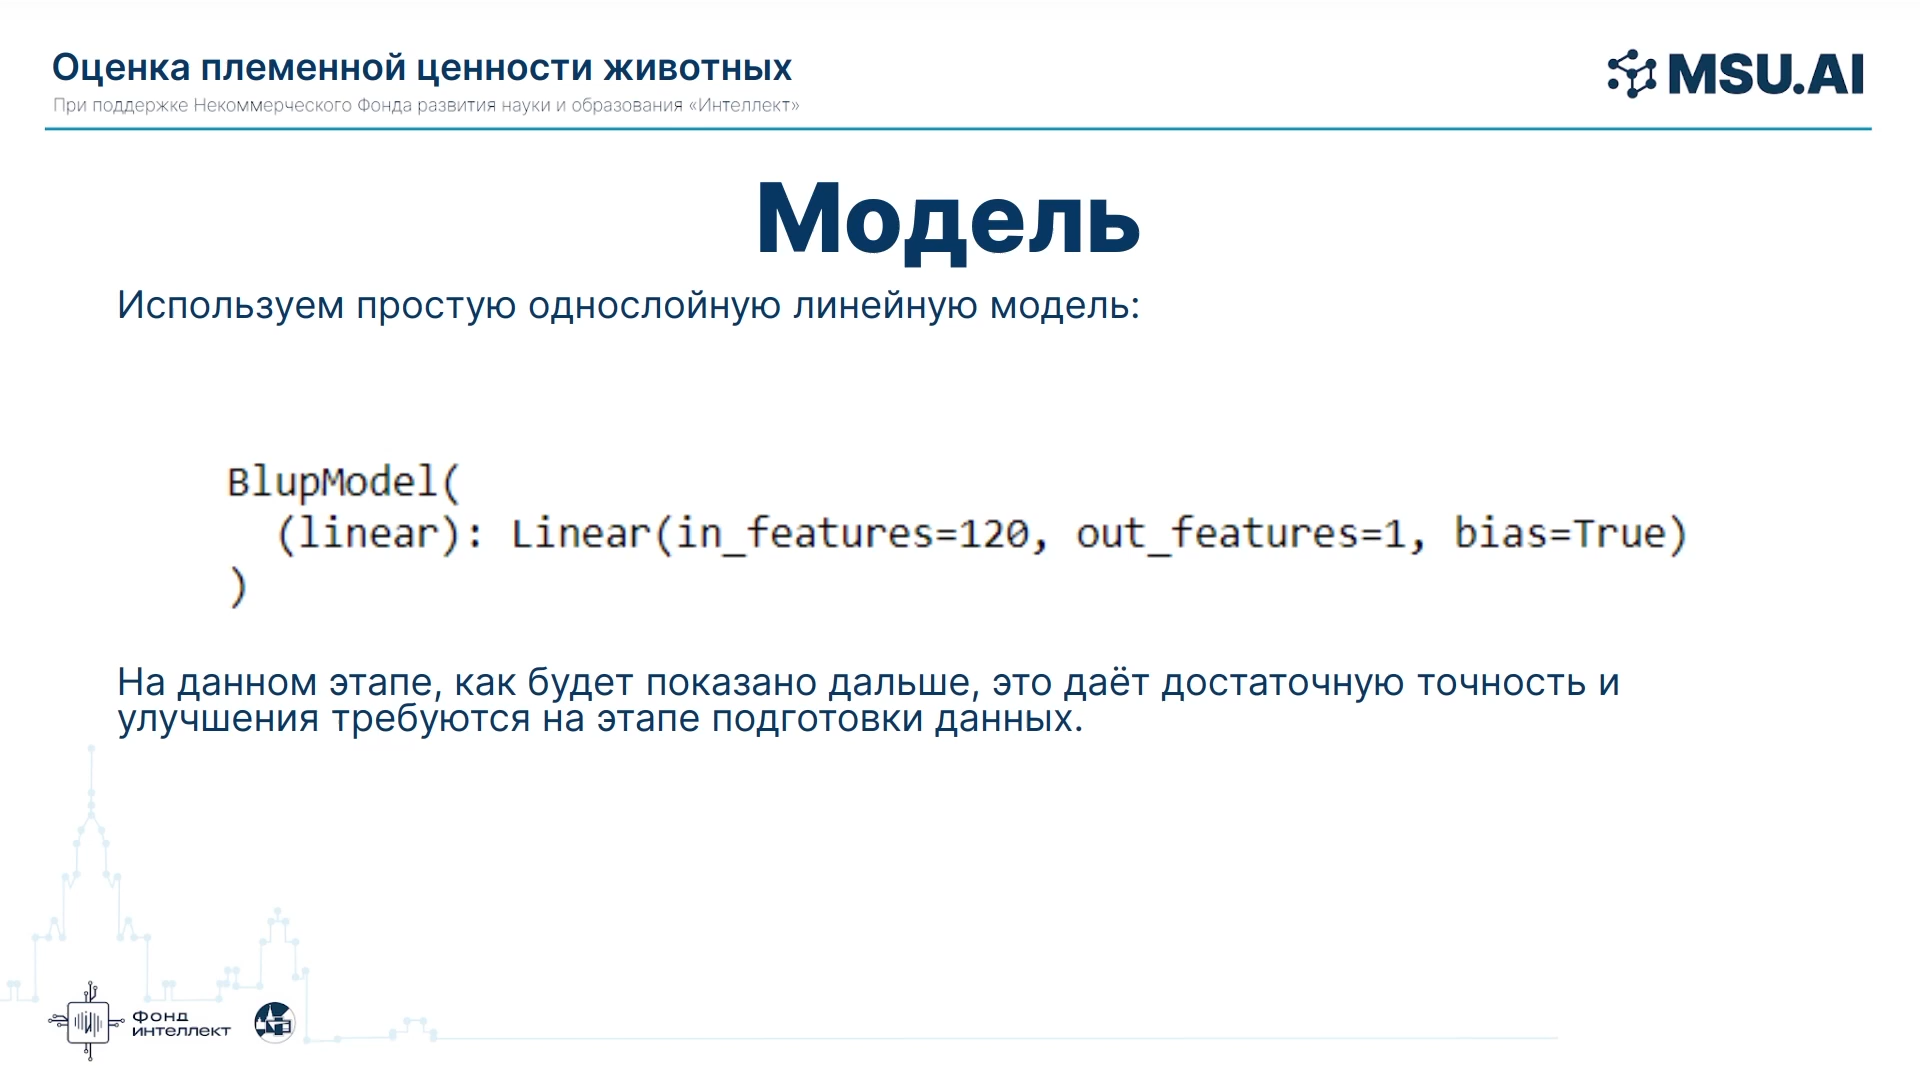 Оценка племенной ценности животных
При поддержке Некоммерческого Фонда развития науки и образования «Интеллект»
MSU.AI
Модель
Используем простую однослойную линейную модель:
BlupModel(
  (linear): Linear(in_features=120, out_features=1, bias=True)
)
На данном этапе, как будет показано дальше, это даёт достаточную точность и
улучшения требуются на этапе подготовки данных.
ФОНД
ИНТЕЛЛЕКТ